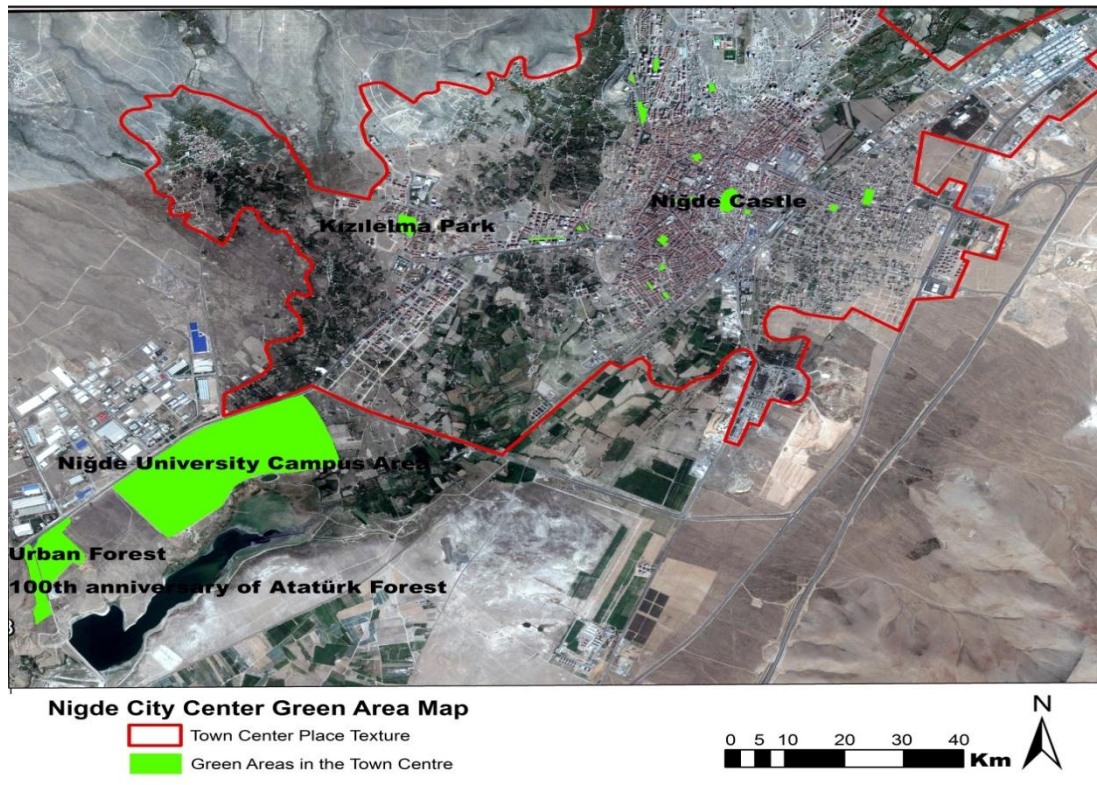 Kızılelma Park
Niğde Castle
Niğde University Campus Area
Urban Forest
100th anniversary of Atatürk Forest
Nigde City Center Green Area Map
Town Center Place Texture
Green Areas in the Town Centre
0 5 10 20 30 40
Km
N